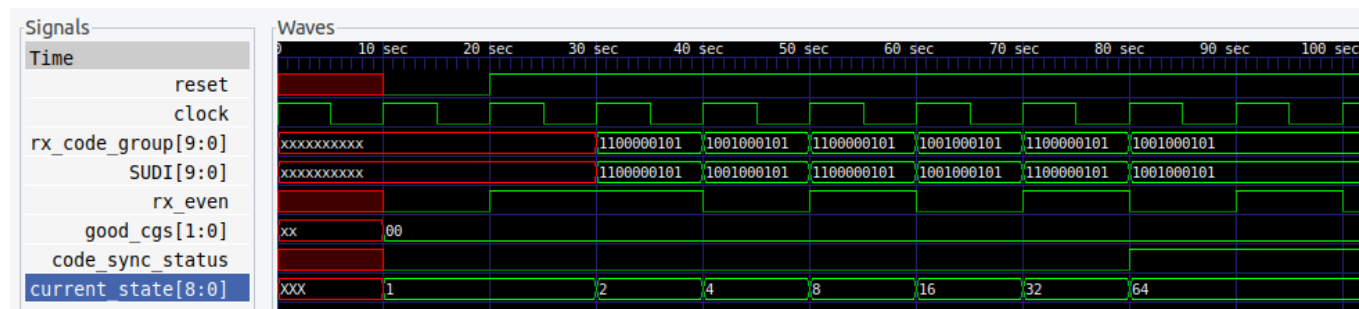 Signals
Waves
Time
0 10 sec 20 sec 30 sec 40 sec 50 sec 60 sec 70 sec 80 sec 90 sec 100 sec
reset
clock
rx_code_group[9:0] xxxxxxxxxx 1100000101 1001000101 1100000101 1001000101 1100000101 1001000101
SUDI[9:0] xxxxxxxxxx 1100000101 1001000101 1100000101 1001000101 1100000101 1001000101
rx_even
good_cgs[1:0] xx 00
code_sync_status
current_state[8:0] XXX 1 2 4 8 16 32 64